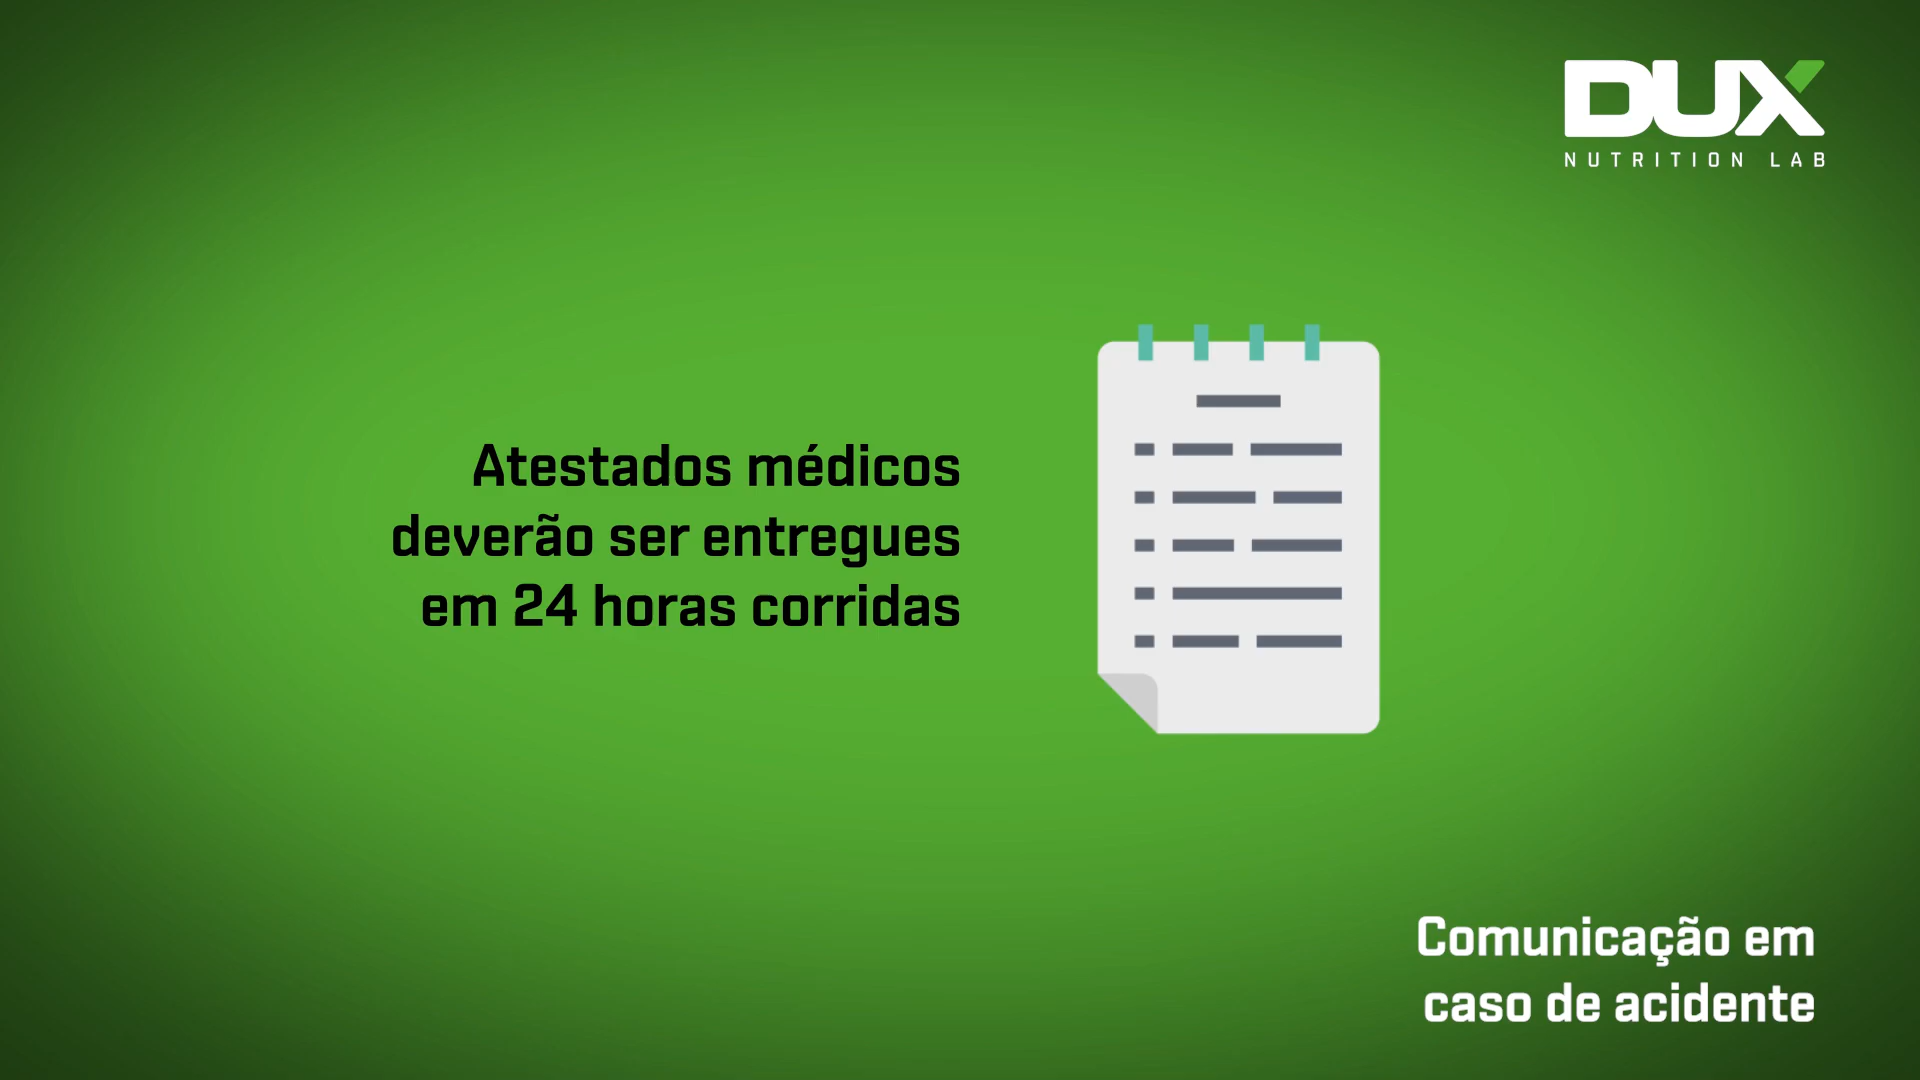 DUX
NUTRITION LAB
Atestados médicos
deverão ser entregues
em 24 horas corridas
Comunicação em
caso de acidente